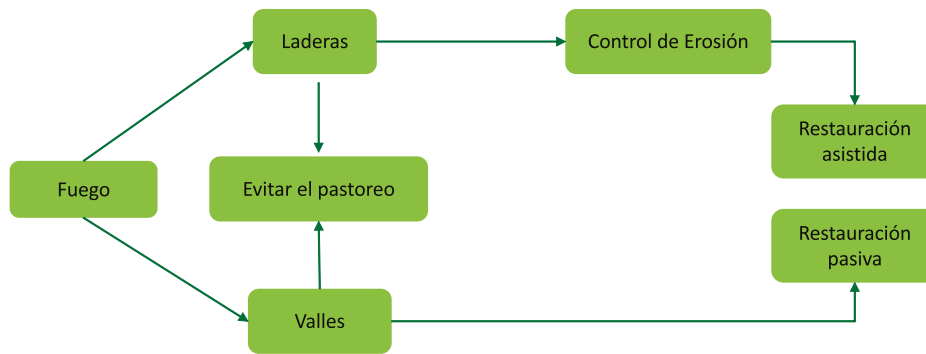 Laderas
Control de Erosión
Restauración
asistida
Fuego
Evitar el pastoreo
Restauración
pasiva
Valles